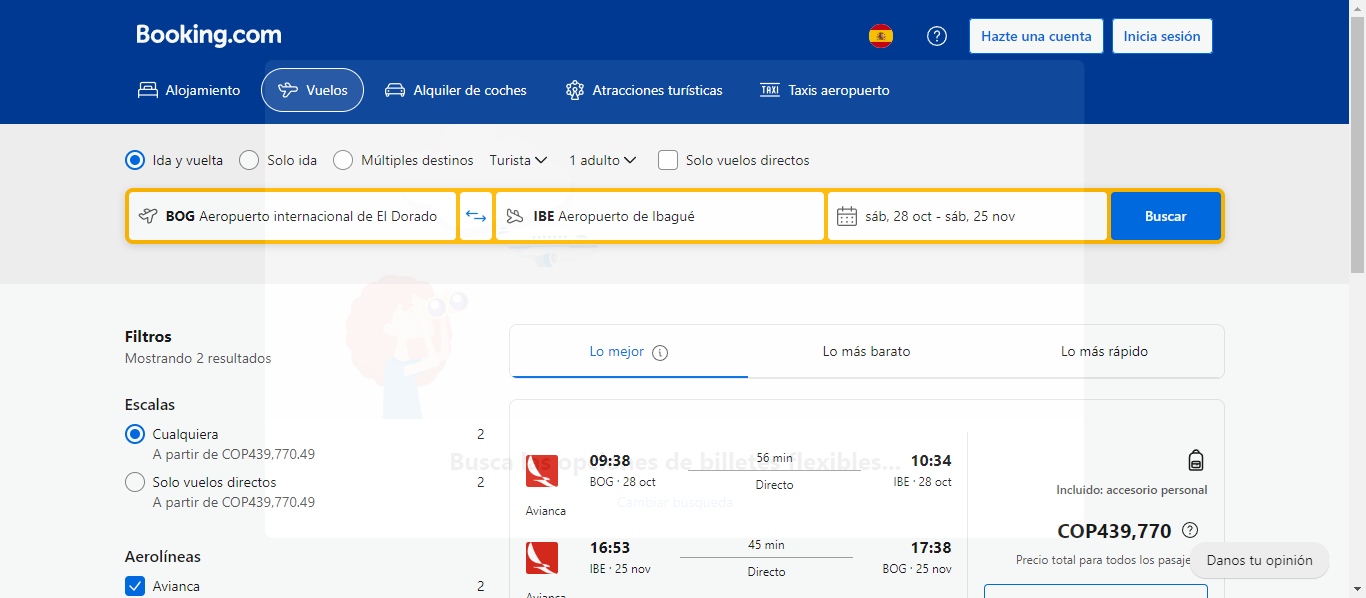 Booking.com
Hazte una cuenta
Inicia sesión
Alojamiento
Vuelos
Alquiler de coches
Atracciones turísticas
TAXI Taxis aeropuerto
Ida y vuelta
Solo ida
Múltiples destinos
Turista
1 adulto
Solo vuelos directos
BOG Aeropuerto internacional de El Dorado
IBE Aeropuerto de Ibagué
sáb, 28 oct - sáb, 25 nov
Buscar
Filtros
Mostrando 2 resultados
Escalas
Cualquiera 2
A partir de COP439,770.49
Solo vuelos directos 2
A partir de COP439,770.49
Aerolíneas
Avianca 2
Lo mejor
Lo más barato
Lo más rápido
Busca las opciones de billetes flexibles...
Cambiar búsqueda
09:38
BOG · 28 oct
56 min
Directo
10:34
IBE · 28 oct
Avianca
16:53
IBE · 25 nov
45 min
Directo
17:38
BOG · 25 nov
Avianca
Incluido: accesorio personal
COP439,770
Precio total para todos los pasaje
Danos tu opinión